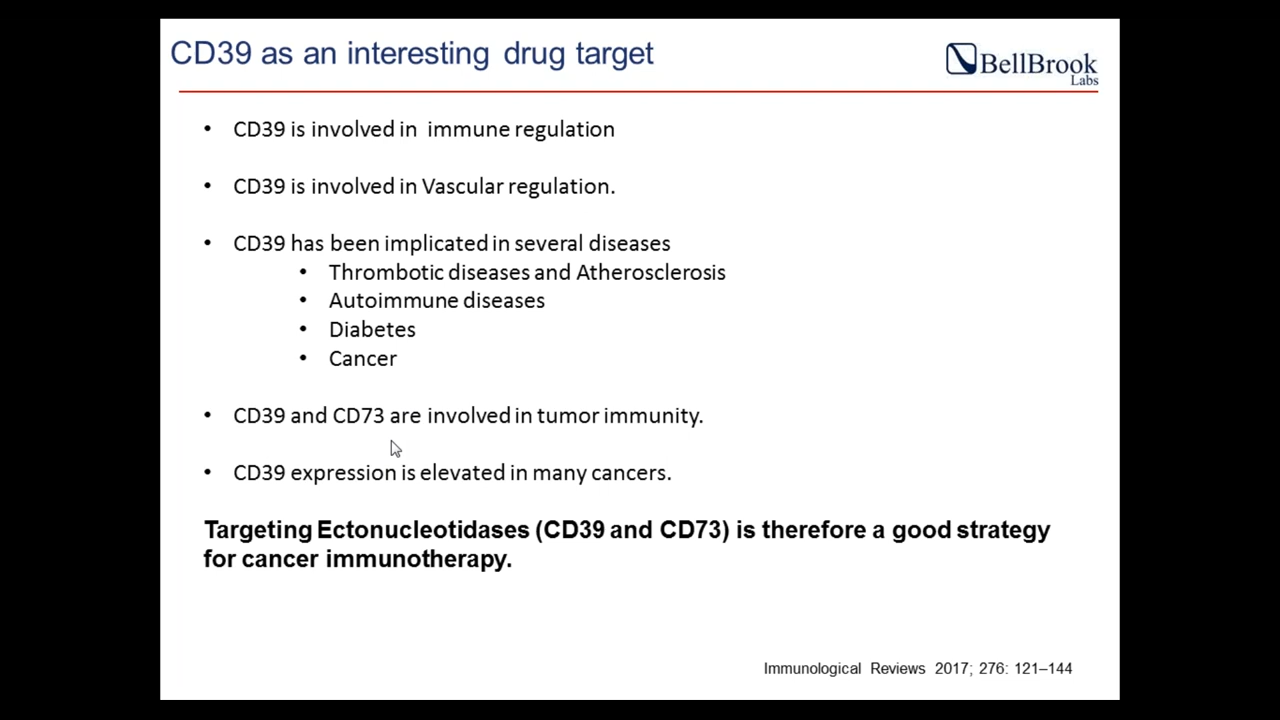 CD39 as an interesting drug target
BellBrook
Labs
• CD39 is involved in immune regulation
• CD39 is involved in Vascular regulation.
• CD39 has been implicated in several diseases
• Thrombotic diseases and Atherosclerosis
• Autoimmune diseases
• Diabetes
• Cancer
• CD39 and CD73 are involved in tumor immunity.
• CD39 expression is elevated in many cancers.
Targeting Ectonucleotidases (CD39 and CD73) is therefore a good strategy
for cancer immunotherapy.
Immunological Reviews 2017; 276: 121–144